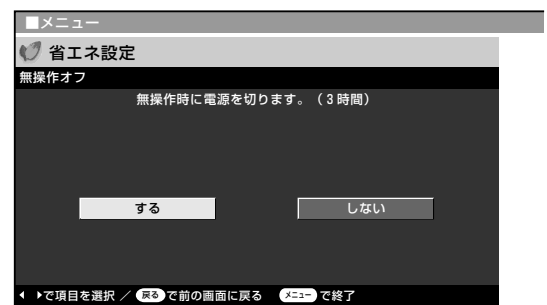 ■メニュー
省エネ設定
無操作オフ
無操作時に電源を切ります。（3時間）
する しない
で項目を選択 ／ 戻る で前の画面に戻る メニュー で終了